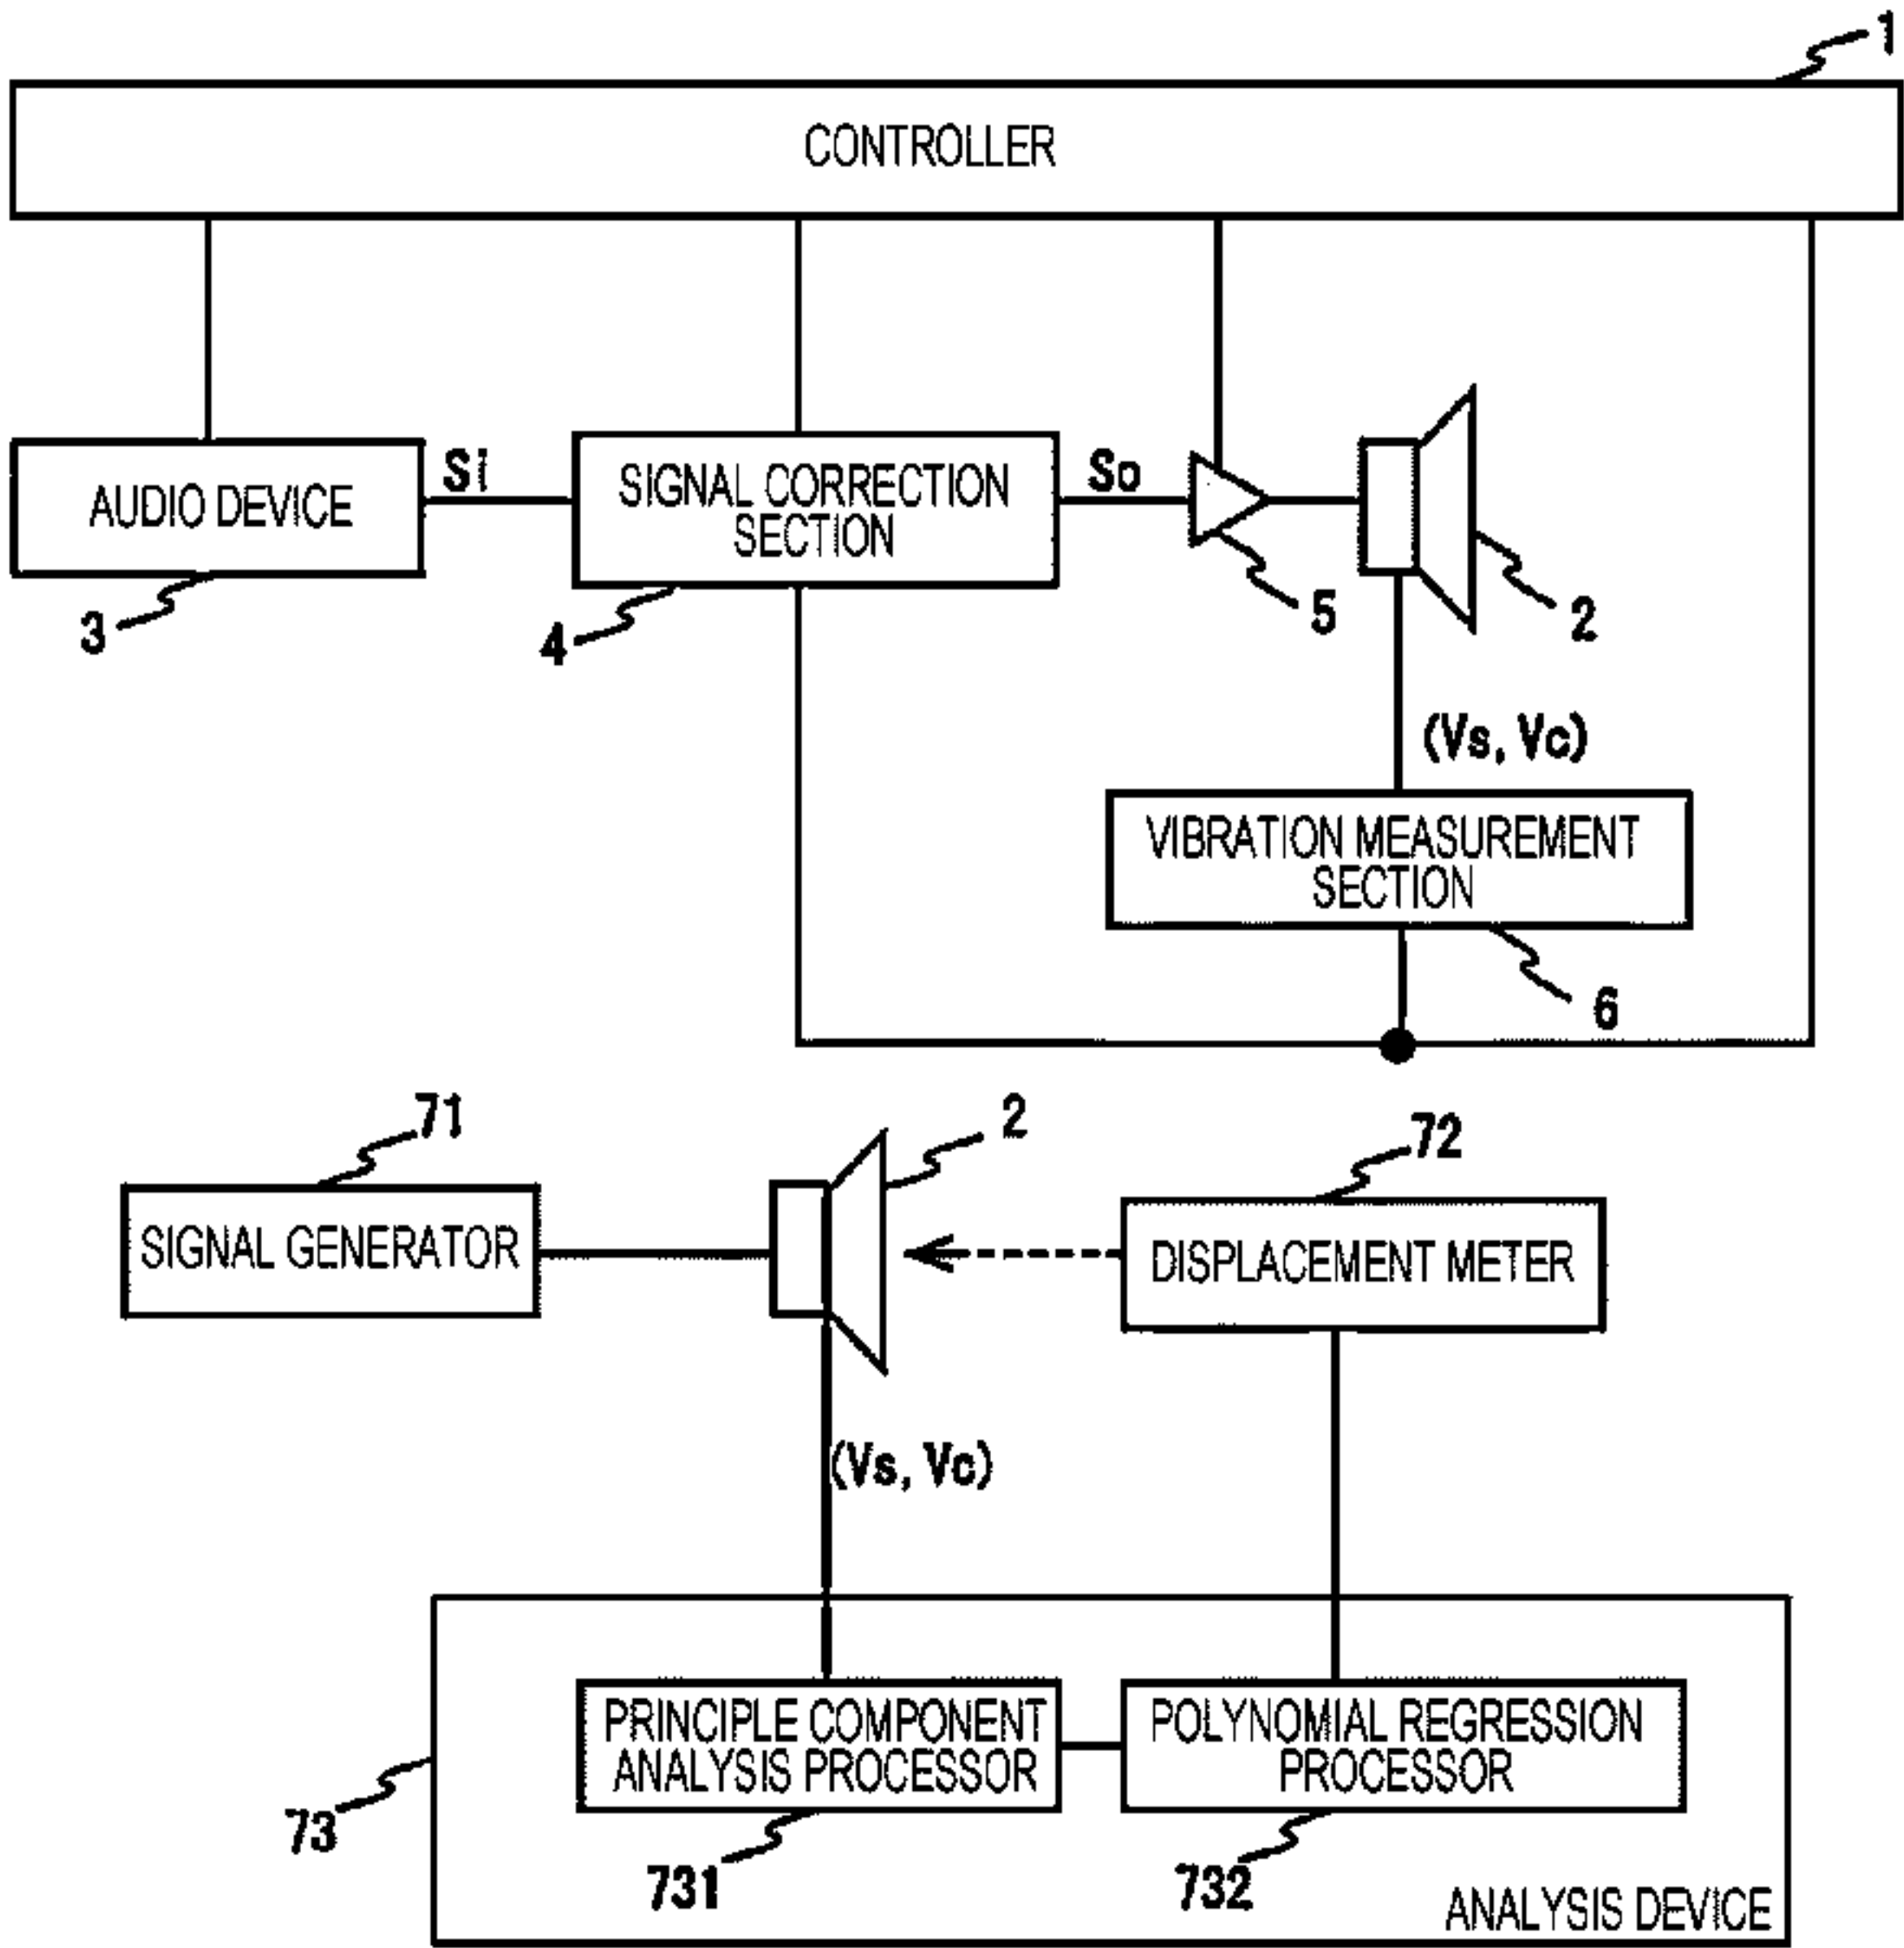 1
CONTROLLER
Si
So
AUDIO DEVICE
SIGNAL CORRECTION
SECTION
3
4
5
2
(Vs, Vc)
VIBRATION MEASUREMENT
SECTION
6
71
2
72
SIGNAL GENERATOR
DISPLACEMENT METER
(Vs, Vc)
PRINCIPLE COMPONENT
ANALYSIS PROCESSOR
POLYNOMIAL REGRESSION
PROCESSOR
73
731
732
ANALYSIS DEVICE